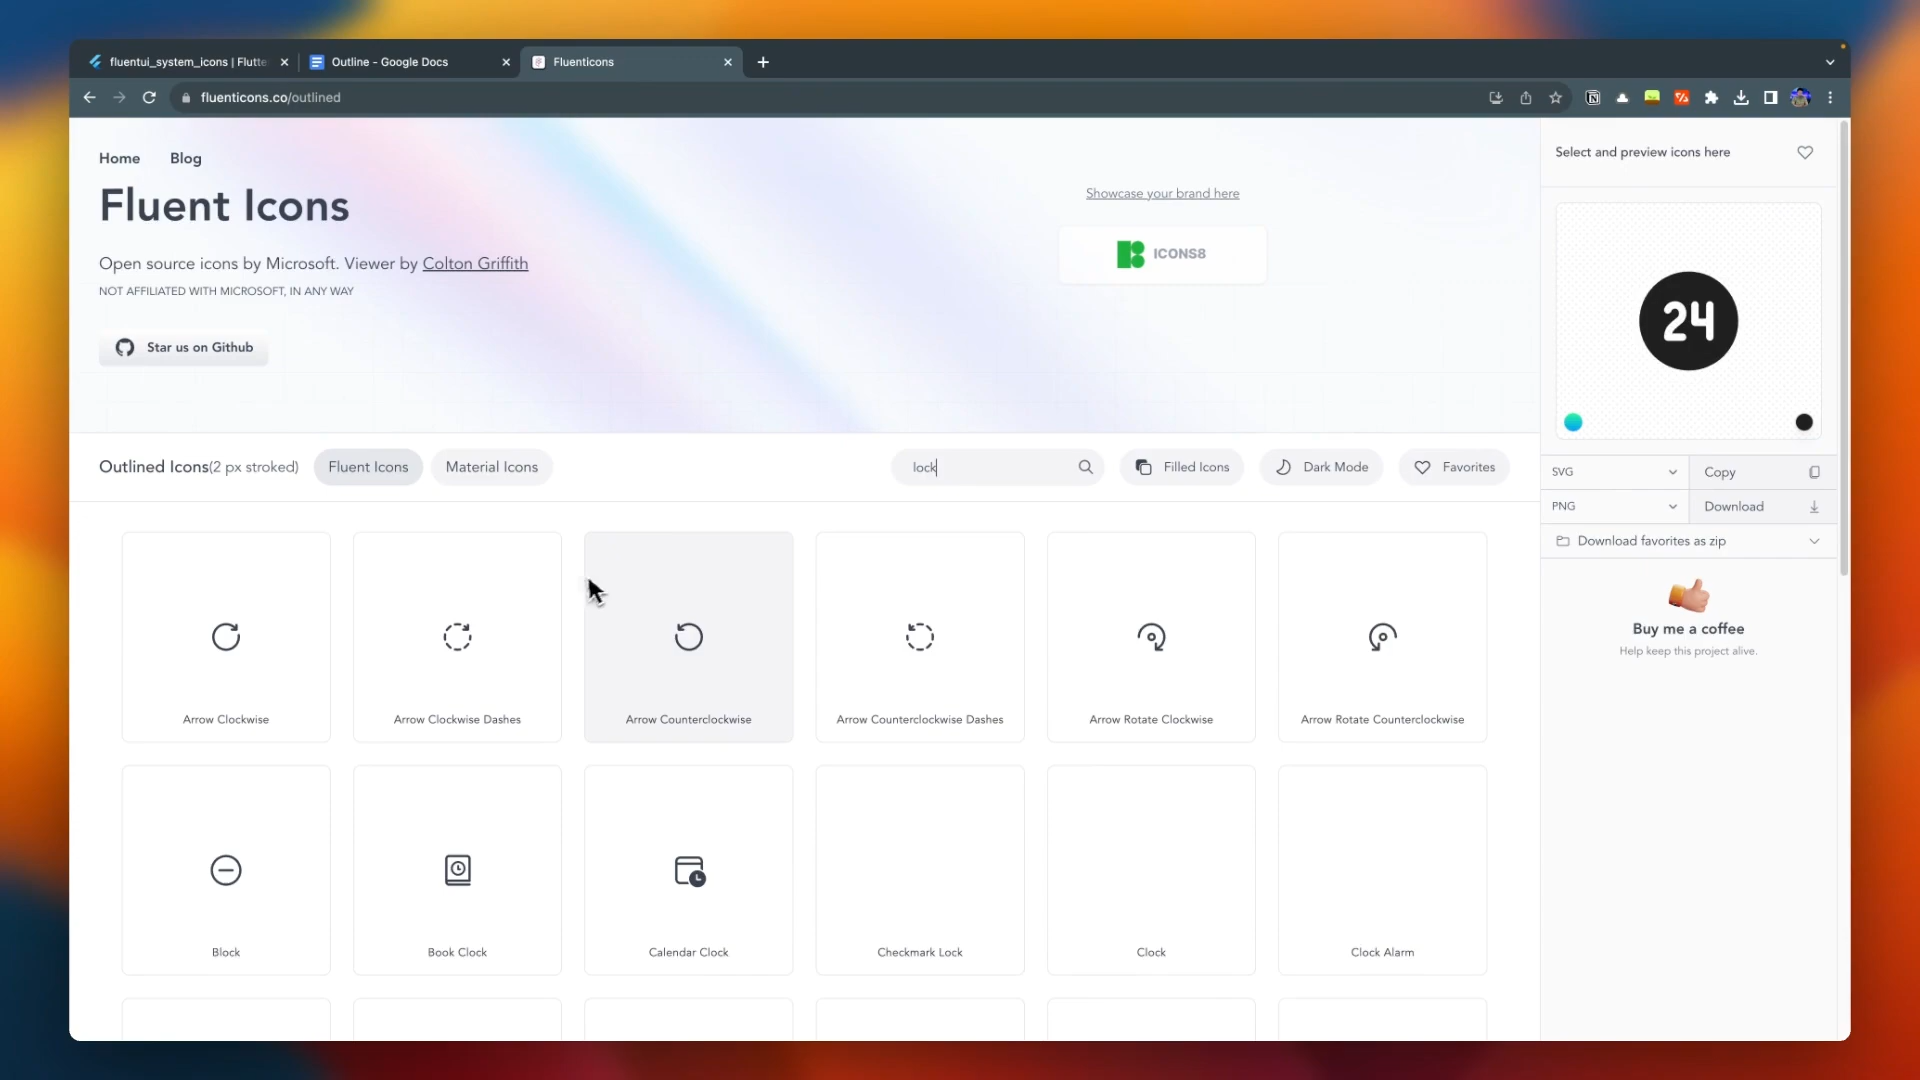 fluentui_system_icons | Flutte
Outline - Google Docs
Fluenticons
fluenticons.co/outlined
Home
Blog
Fluent Icons
Open source icons by Microsoft. Viewer by Colton Griffith
NOT AFFILIATED WITH MICROSOFT, IN ANY WAY
Star us on Github
Showcase your brand here
ICONS8
Select and preview icons here
24
SVG
Copy
PNG
Download
Download favorites as zip
Buy me a coffee
Help keep this project alive.
Outlined Icons(2 px stroked)
Fluent Icons
Material Icons
lock
Filled Icons
Dark Mode
Favorites
Arrow Clockwise
Arrow Clockwise Dashes
Arrow Counterclockwise
Arrow Counterclockwise Dashes
Arrow Rotate Clockwise
Arrow Rotate Counterclockwise
Block
Book Clock
Calendar Clock
Checkmark Lock
Clock
Clock Alarm